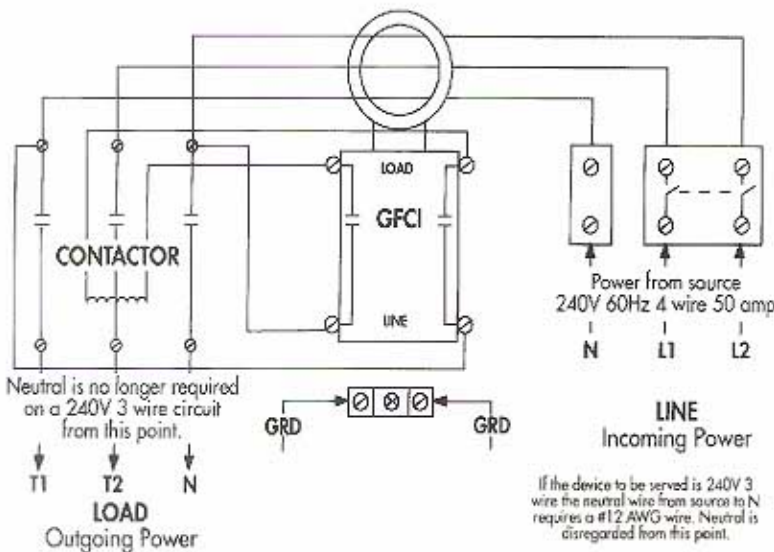 LOAD
GFCI
LINE
CONTACTOR
Power from source
240V 60Hz 4 wire 50 amp
N L1 L2
Neutral is no longer required
on a 240V 3 wire circuit
from this point.
GRD GRD
T1 T2 N
LOAD
Outgoing Power
LINE
Incoming Power
If the device to be served is 240V 3
wire the neutral wire from source to N
requires a #12 AWG wire. Neutral is
disregarded from this point.